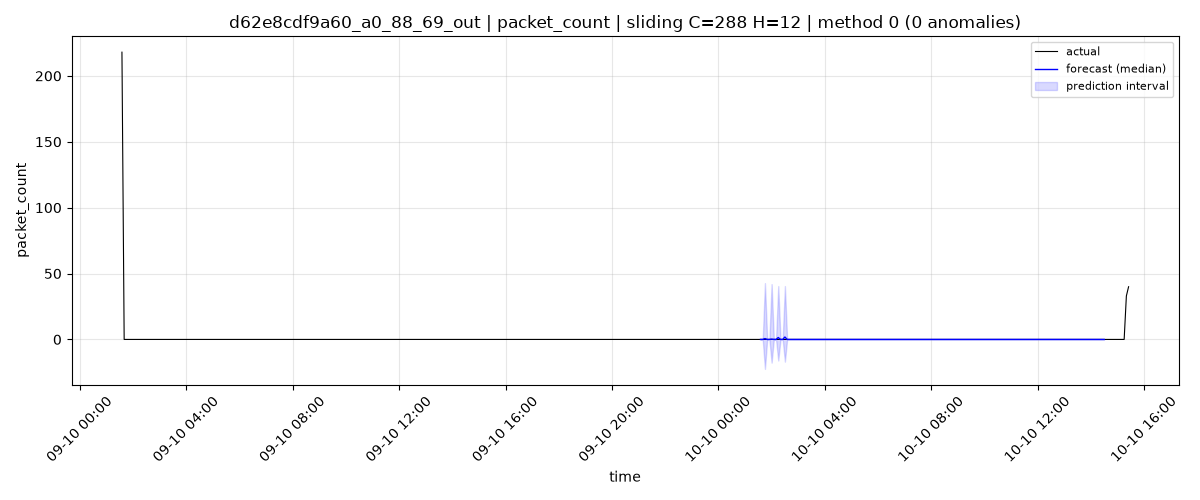 d62e8cdf9a60_a0_88_69_out | packet_count | sliding C=288 H=12 | method 0 (0 anomalies)
actual
forecast (median)
prediction interval
packet_count
200
150
100
50
0
09-10 00:00
09-10 04:00
09-10 08:00
09-10 12:00
09-10 16:00
09-10 20:00
10-10 00:00
10-10 04:00
10-10 08:00
10-10 12:00
10-10 16:00
time